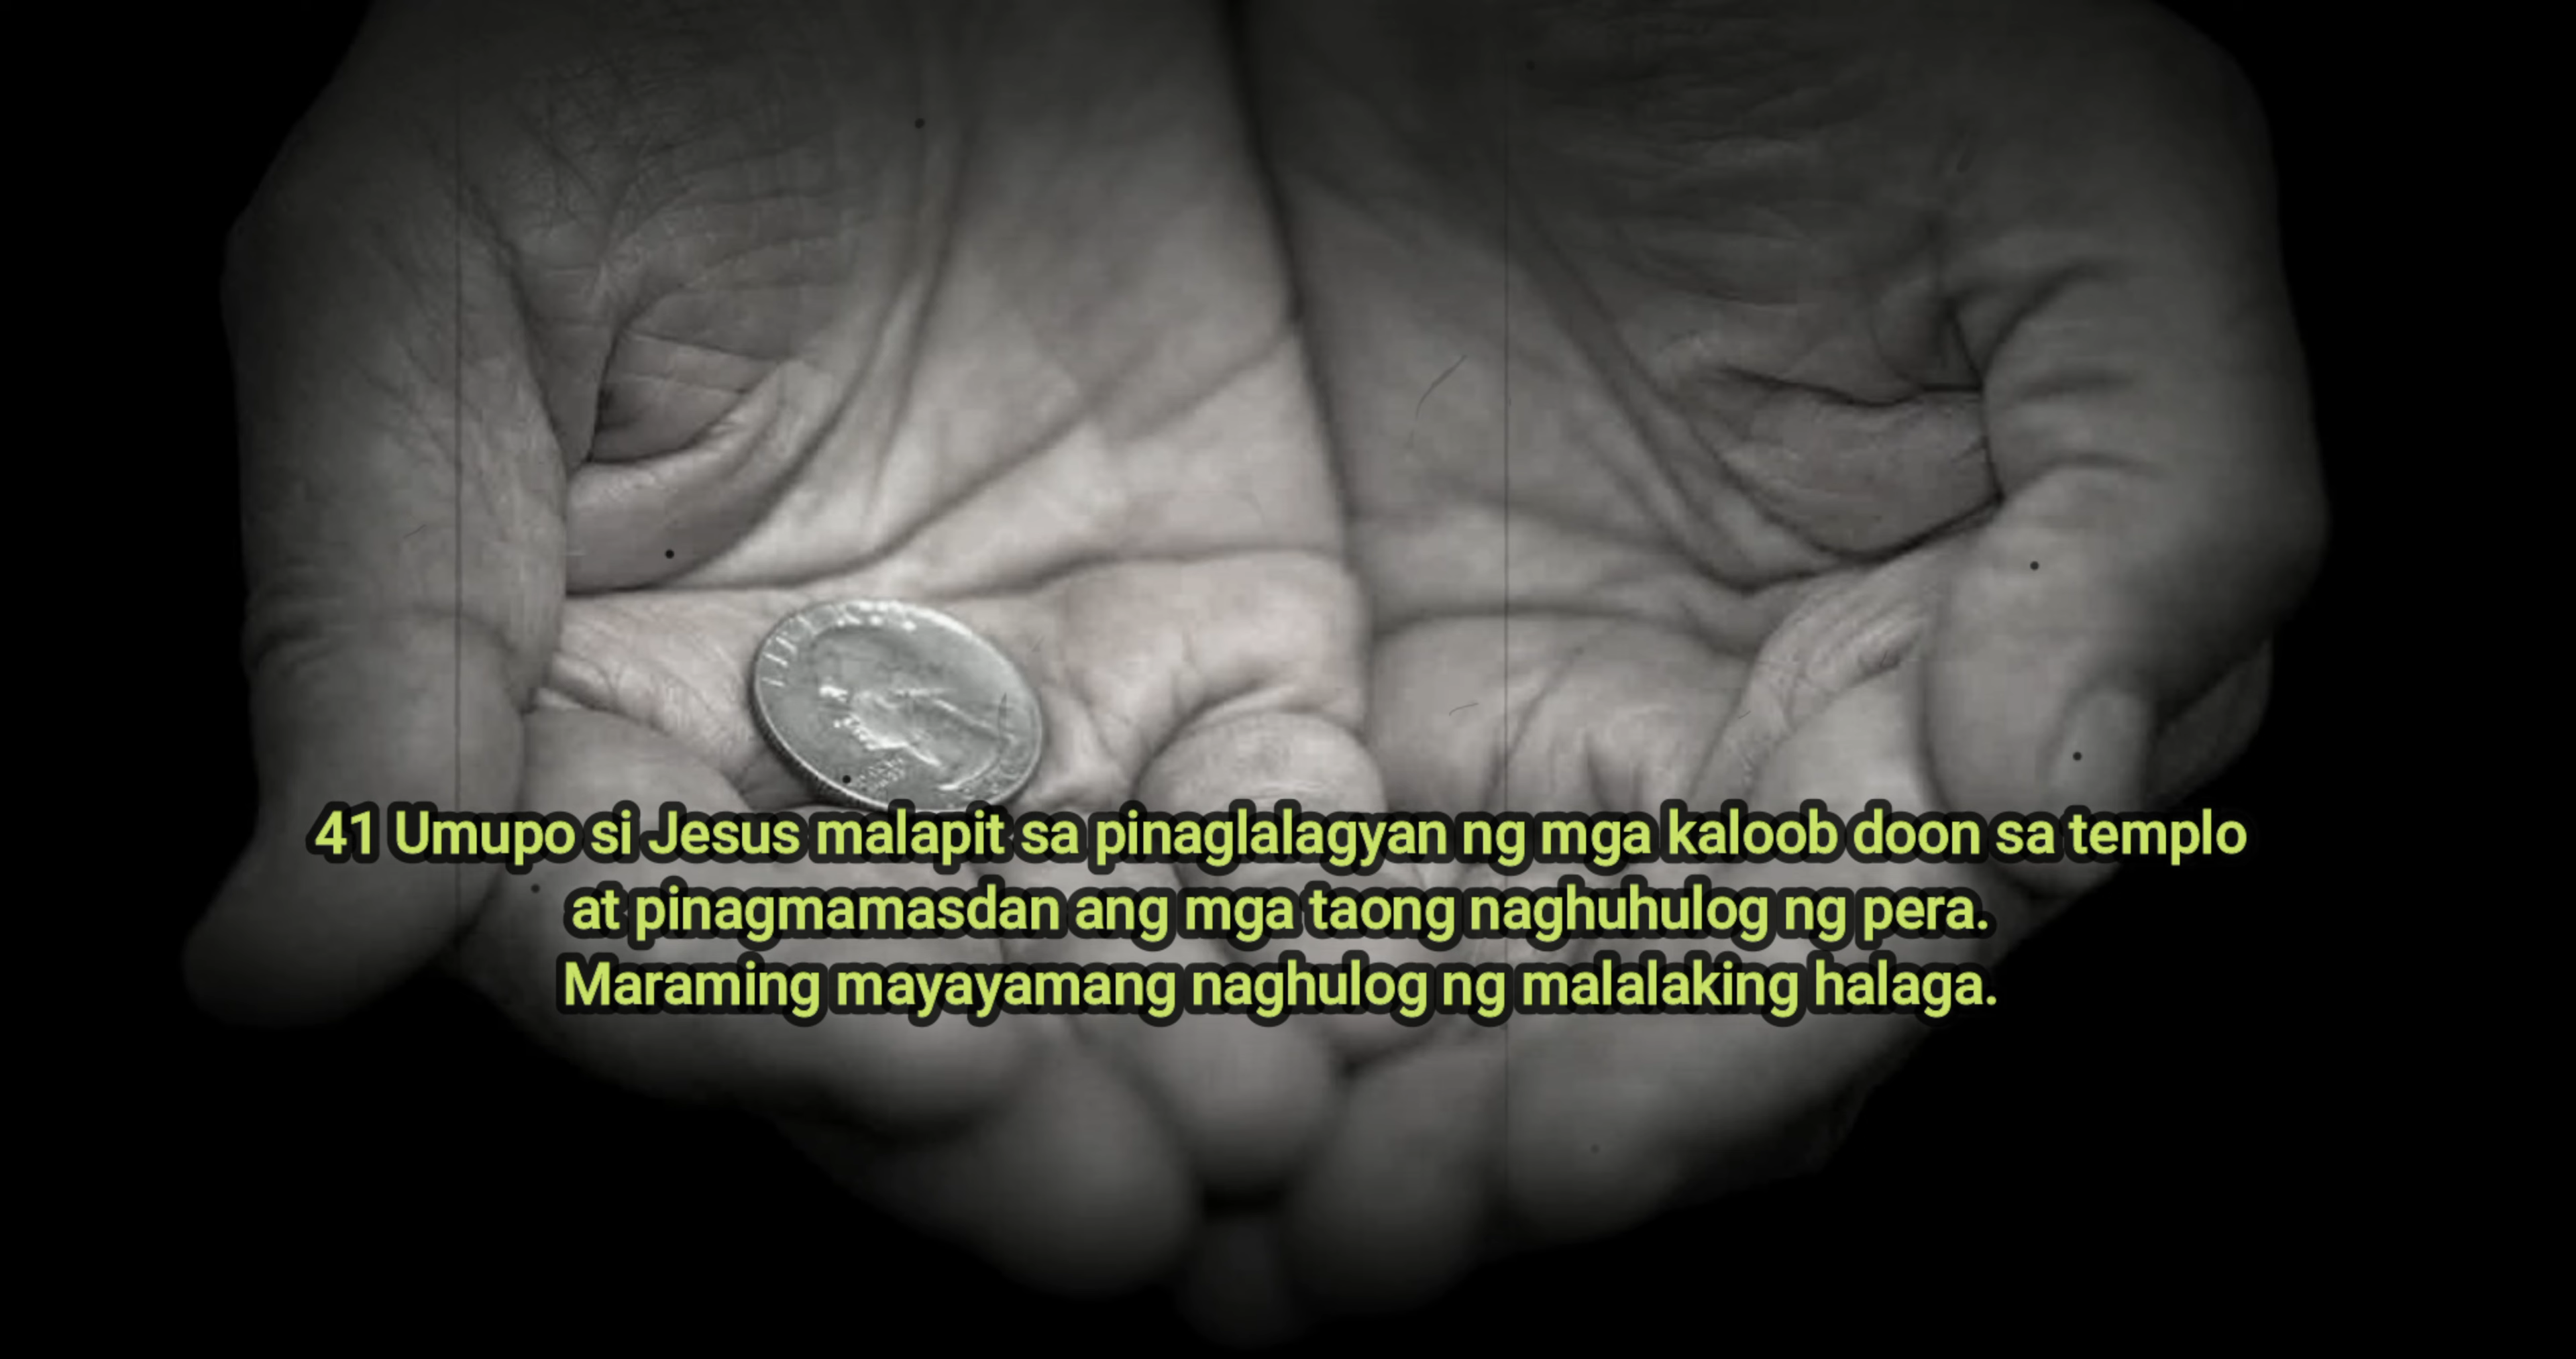 41 Umupo si Jesus malapit sa pinaglalagyan ng mga kaloob doon sa templo
at pinagmamasdan ang mga taong naghuhulog ng pera.
Maraming mayayamang naghulog ng malalaking halaga.